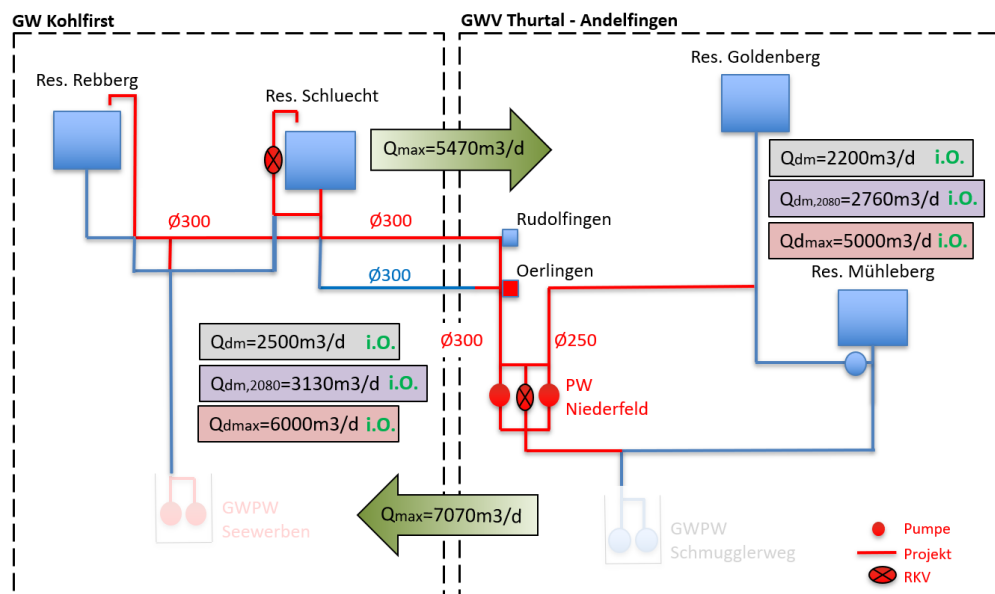 GW Kohlfirst
GWV Thurtal - Andelfingen
Res. Rebberg
Res. Schluecht
Res. Goldenberg
Qmax=5470m3/d
Qdm=2200m3/d i.O.
Qdm,2080=2760m3/d i.O.
Qdmax=5000m3/d i.O.
Ø300
Ø300
Rudolfingen
Oerlingen
Ø300
Res. Mühleberg
Qdm=2500m3/d i.O.
Qdm,2080=3130m3/d i.O.
Qdmax=6000m3/d i.O.
Ø300
Ø250
PW
Niederfeld
GWPW
Seewerben
Qmax=7070m3/d
GWPW
Schmugglerweg
Pumpe
Projekt
RKV